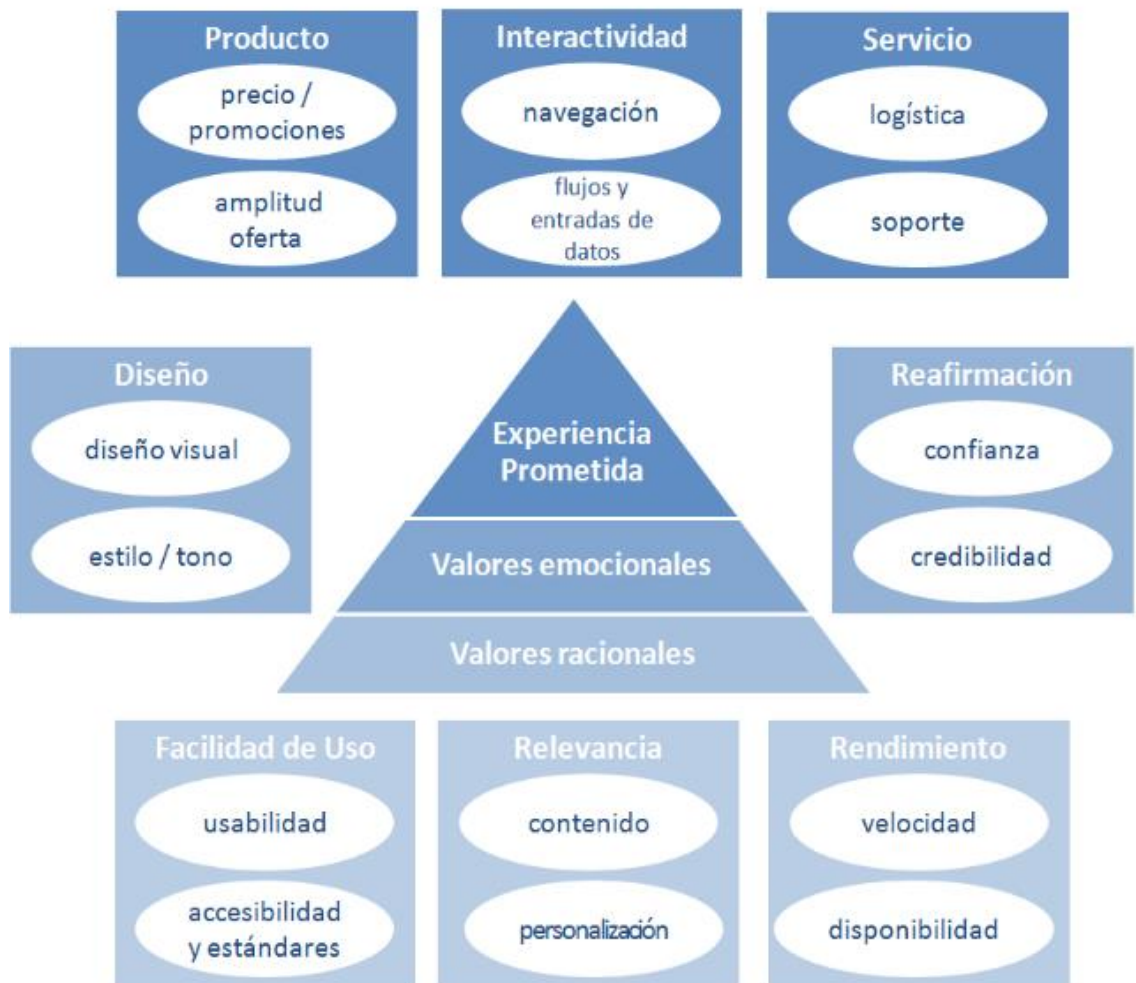 Producto
precio /
promociones
amplitud
oferta
Interactividad
navegación
flujos y
entradas de
datos
Servicio
logística
soporte
Diseño
diseño visual
estilo / tono
Experiencia
Prometida
Valores emocionales
Valores racionales
Reafirmación
confianza
credibilidad
Facilidad de Uso
usabilidad
accesibilidad
y estándares
Relevancia
contenido
personalización
Rendimiento
velocidad
disponibilidad